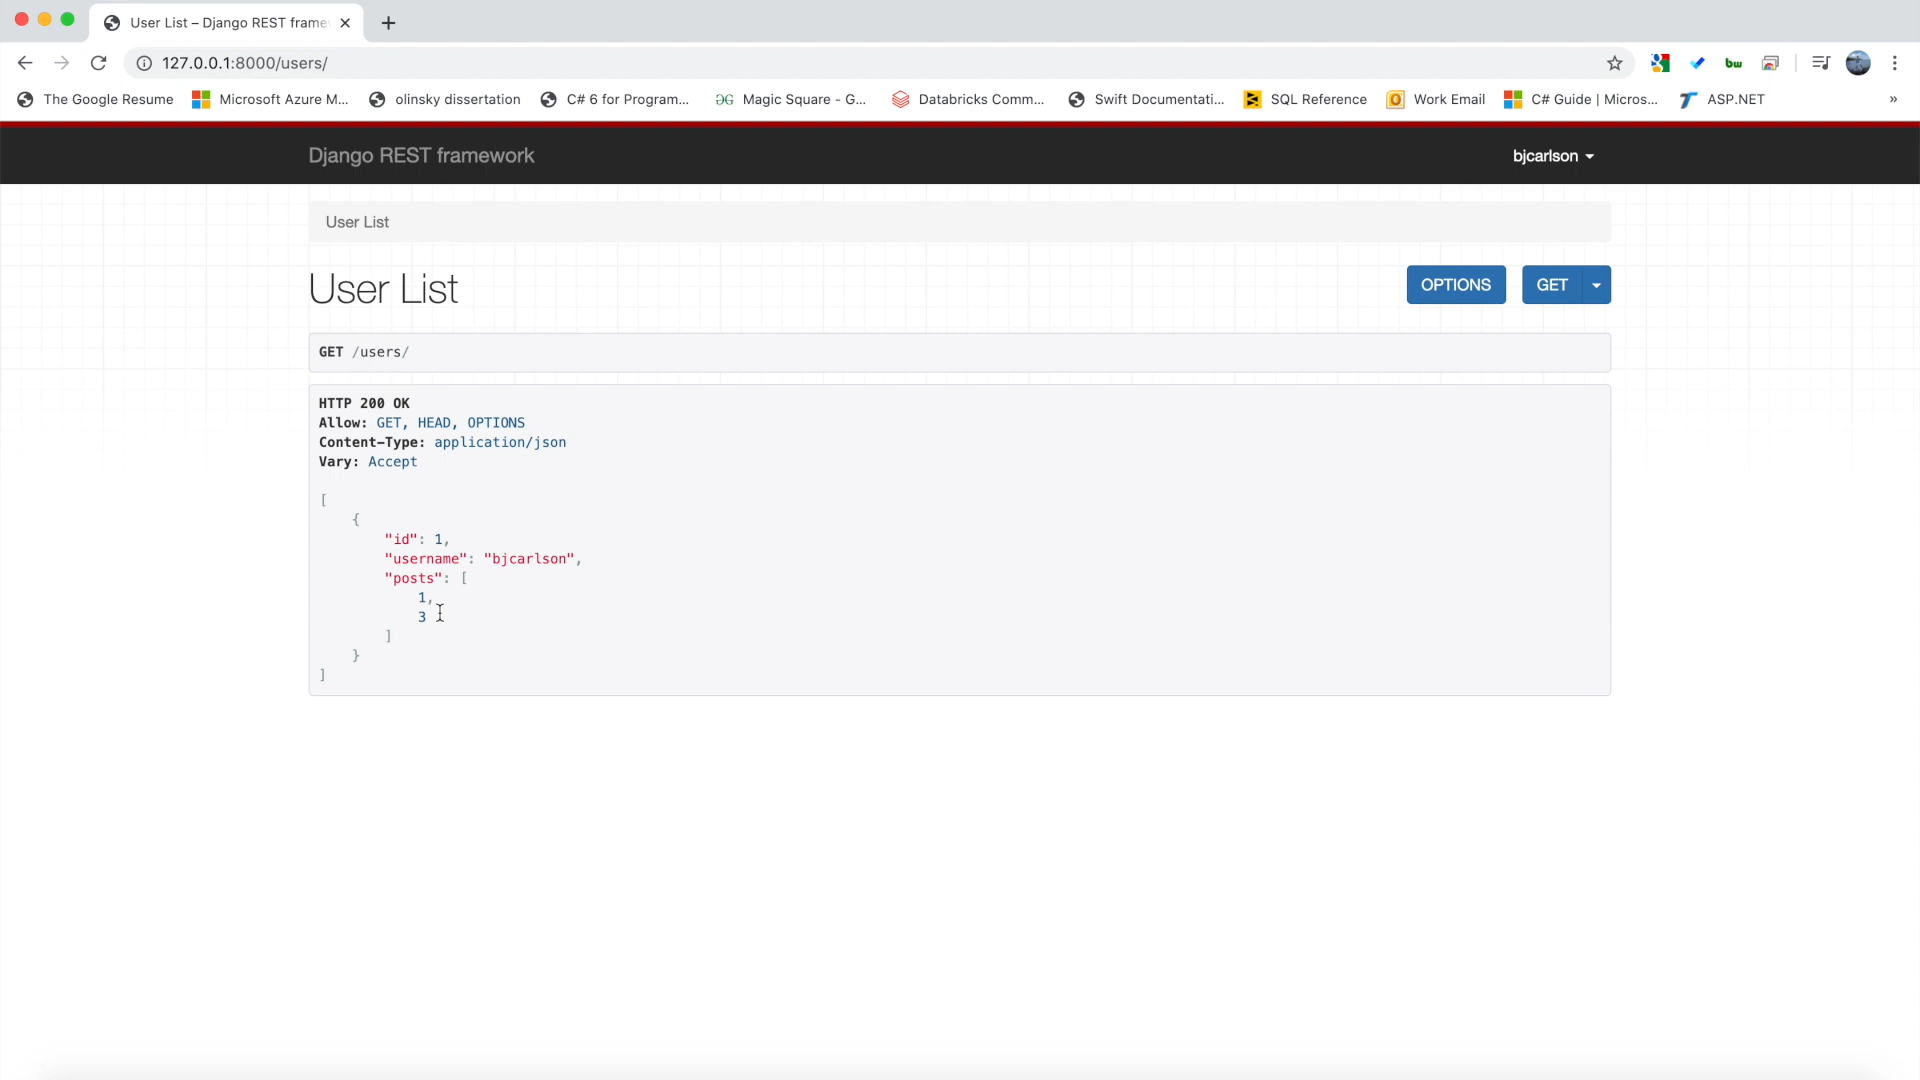 User List – Django REST frame
127.0.0.1:8000/users/
The Google Resume
Microsoft Azure M...
olinsky dissertation
C# 6 for Program...
Magic Square - G...
Databricks Comm...
Swift Documentati...
SQL Reference
Work Email
C# Guide | Micros...
ASP.NET
»
Django REST framework
bjcarlson
User List
User List
OPTIONS
GET
GET /users/
HTTP 200 OK
Allow: GET, HEAD, OPTIONS
Content-Type: application/json
Vary: Accept
[
    {
        "id": 1,
        "username": "bjcarlson",
        "posts": [
            1,
            3
        ]
    }
]